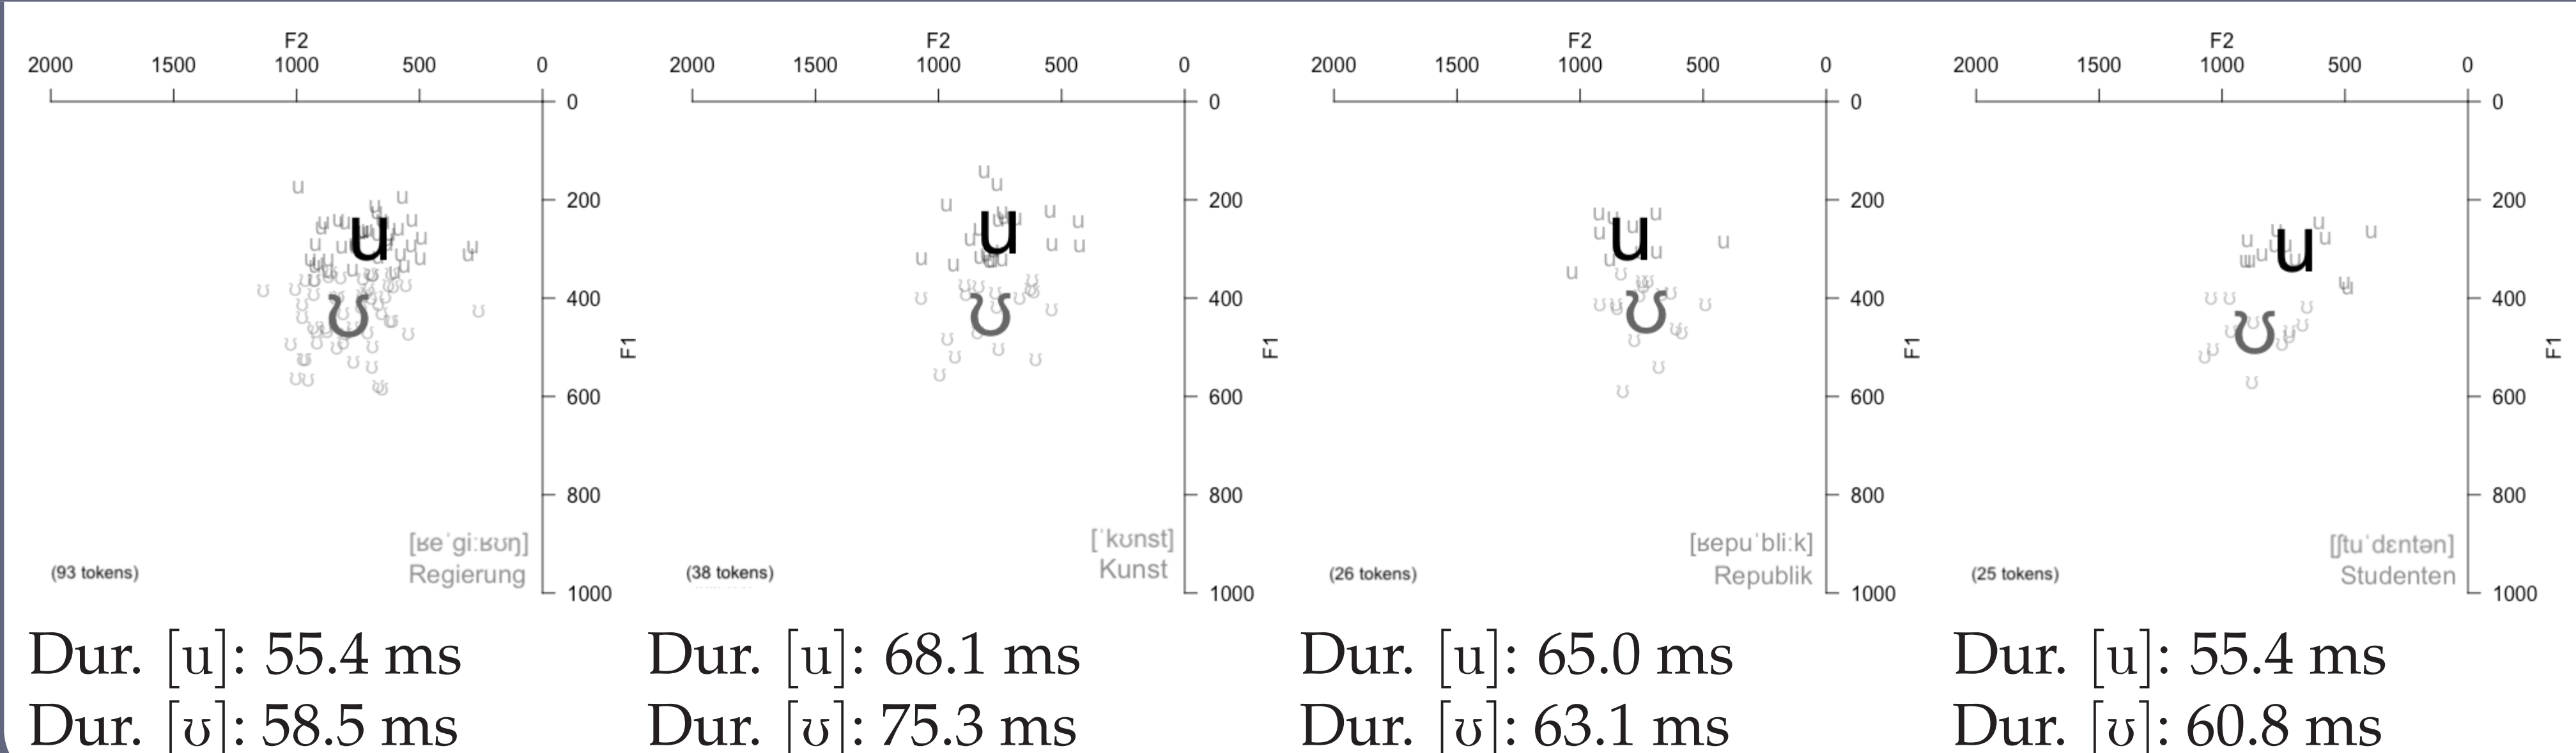 F2
2000 1500 1000 500 0
0
200
400
600
800
1000
F1
u
ʊ
[ʁeˈɡiːʁʊŋ]
Regierung
(93 tokens)
Dur. [u]: 55.4 ms
Dur. [ʊ]: 58.5 ms
F2
2000 1500 1000 500 0
0
200
400
600
800
1000
F1
u
ʊ
[ˈkʊnst]
Kunst
(38 tokens)
Dur. [u]: 68.1 ms
Dur. [ʊ]: 75.3 ms
F2
2000 1500 1000 500 0
0
200
400
600
800
1000
F1
u
ʊ
[ʁepuˈbliːk]
Republik
(26 tokens)
Dur. [u]: 65.0 ms
Dur. [ʊ]: 63.1 ms
F2
2000 1500 1000 500 0
0
200
400
600
800
1000
F1
u
ʊ
[ʃtuˈdɛntən]
Studenten
(25 tokens)
Dur. [u]: 55.4 ms
Dur. [ʊ]: 60.8 ms